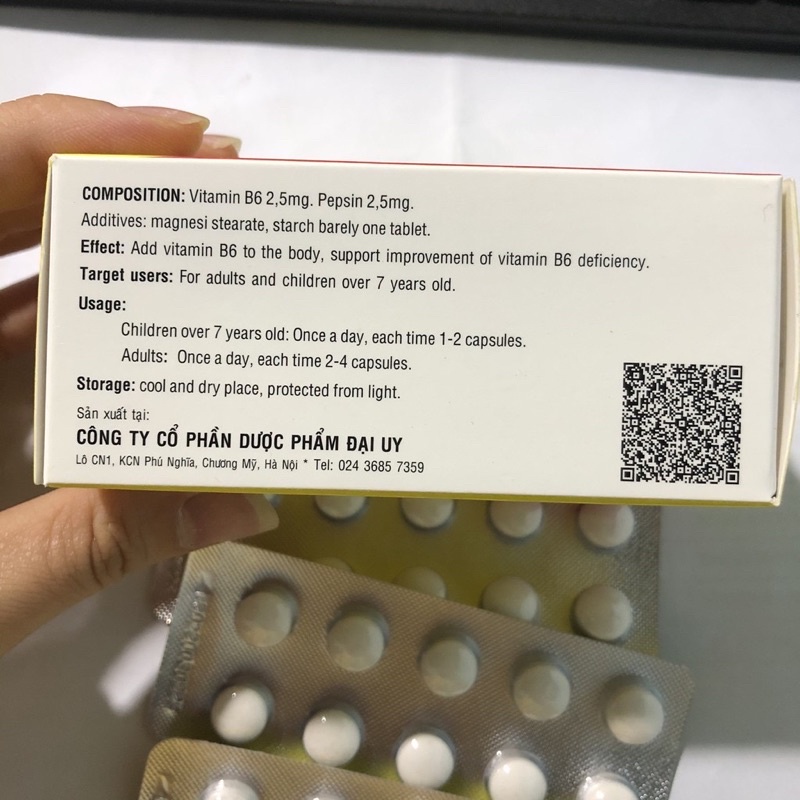 COMPOSITION: Vitamin B6 2,5mg. Pepsin 2,5mg.
Additives: magnesi stearate, starch barely one tablet.
Effect: Add vitamin B6 to the body, support improvement of vitamin B6 deficiency.
Target users: For adults and children over 7 years old.
Usage:
Children over 7 years old: Once a day, each time 1-2 capsules.
Adults: Once a day, each time 2-4 capsules.
Storage: cool and dry place, protected from light.
Sản xuất tại:
CÔNG TY CỔ PHẦN DƯỢC PHẨM ĐẠI UY
Lô CN1, KCN Phú Nghĩa, Chương Mỹ, Hà Nội * Tel: 024 3685 7359